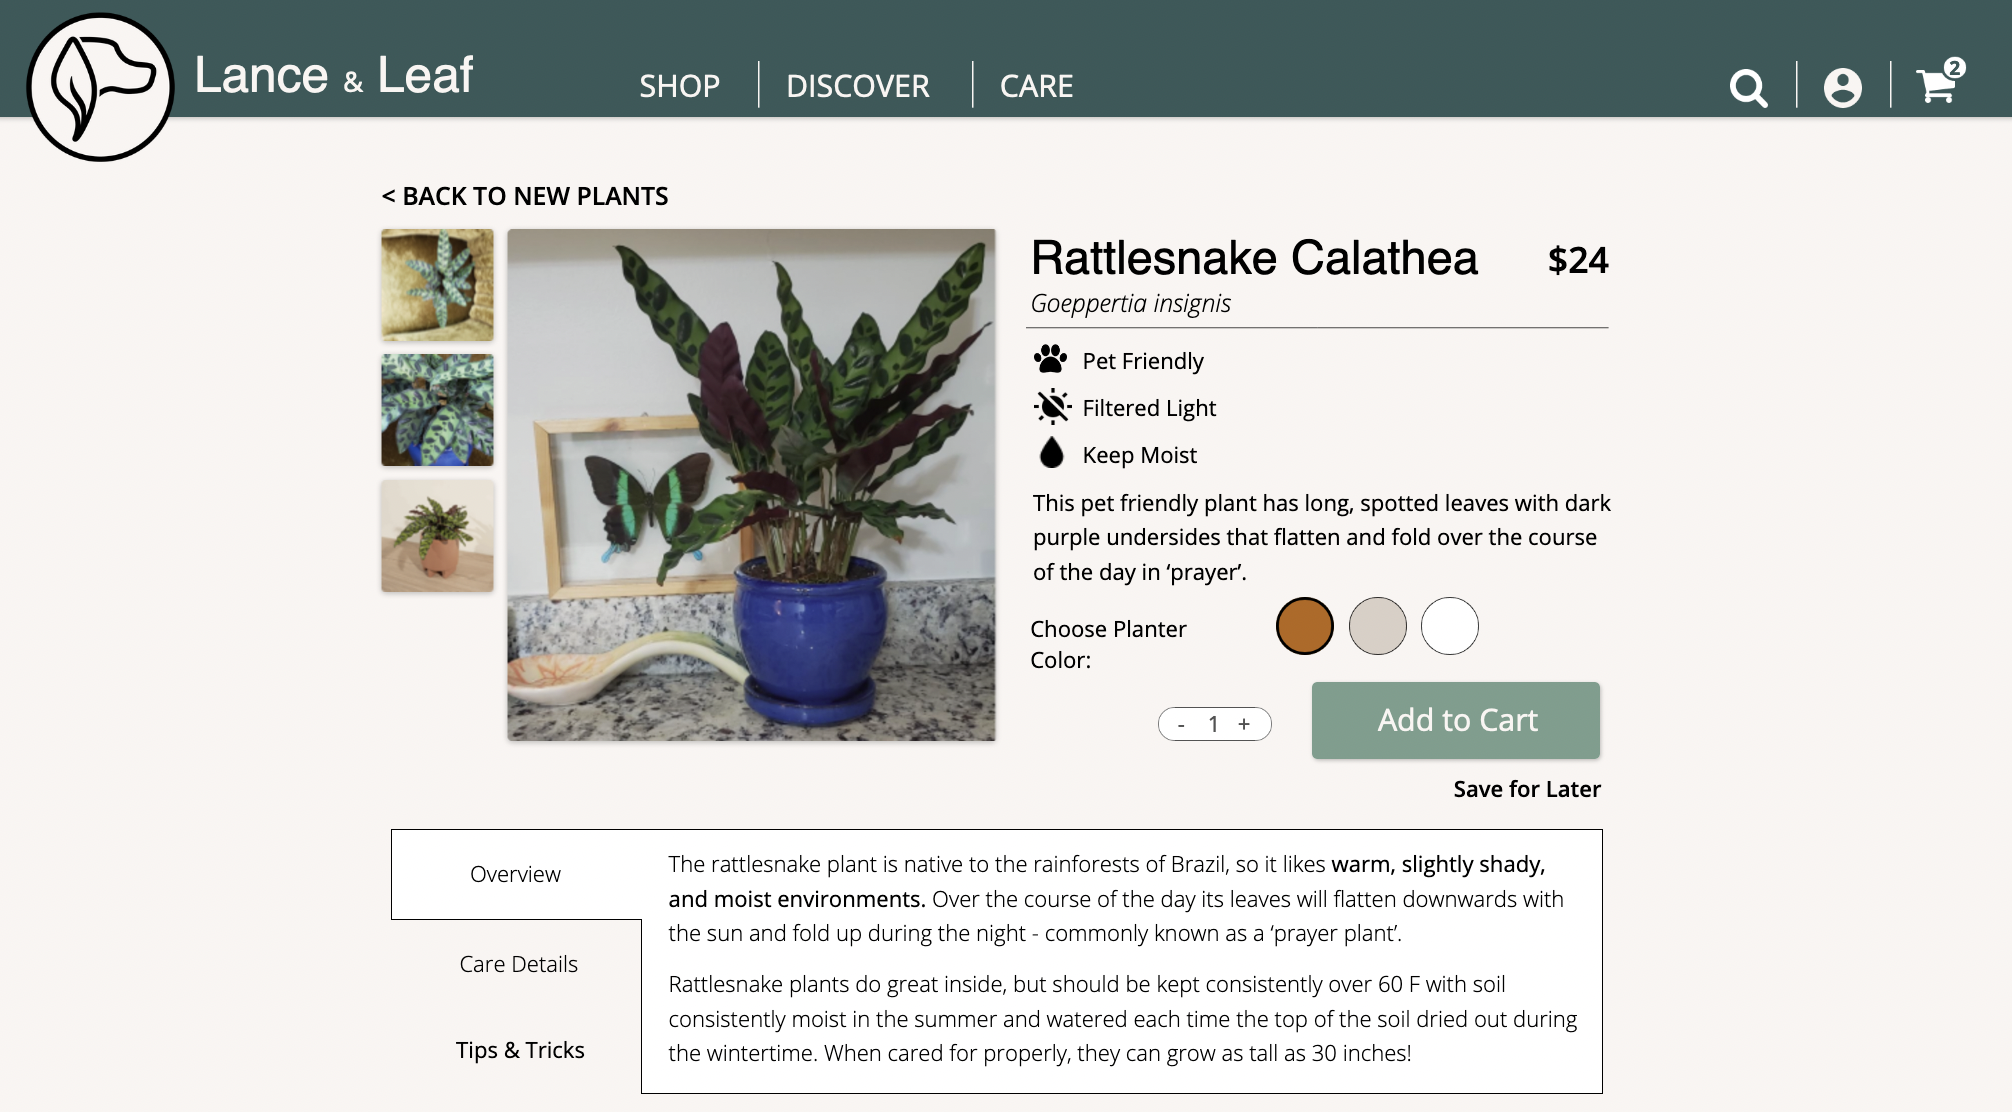 Lance & Leaf
SHOP
DISCOVER
CARE
2
< BACK TO NEW PLANTS
Rattlesnake Calathea
$24
Goeppertia insignis
Pet Friendly
Filtered Light
Keep Moist
This pet friendly plant has long, spotted leaves with dark
purple undersides that flatten and fold over the course
of the day in ‘prayer’.
Choose Planter
Color:
- 1 +
Add to Cart
Save for Later
Overview
Care Details
Tips & Tricks
The rattlesnake plant is native to the rainforests of Brazil, so it likes warm, slightly shady,
and moist environments. Over the course of the day its leaves will flatten downwards with
the sun and fold up during the night - commonly known as a ‘prayer plant’.
Rattlesnake plants do great inside, but should be kept consistently over 60 F with soil
consistently moist in the summer and watered each time the top of the soil dried out during
the wintertime. When cared for properly, they can grow as tall as 30 inches!